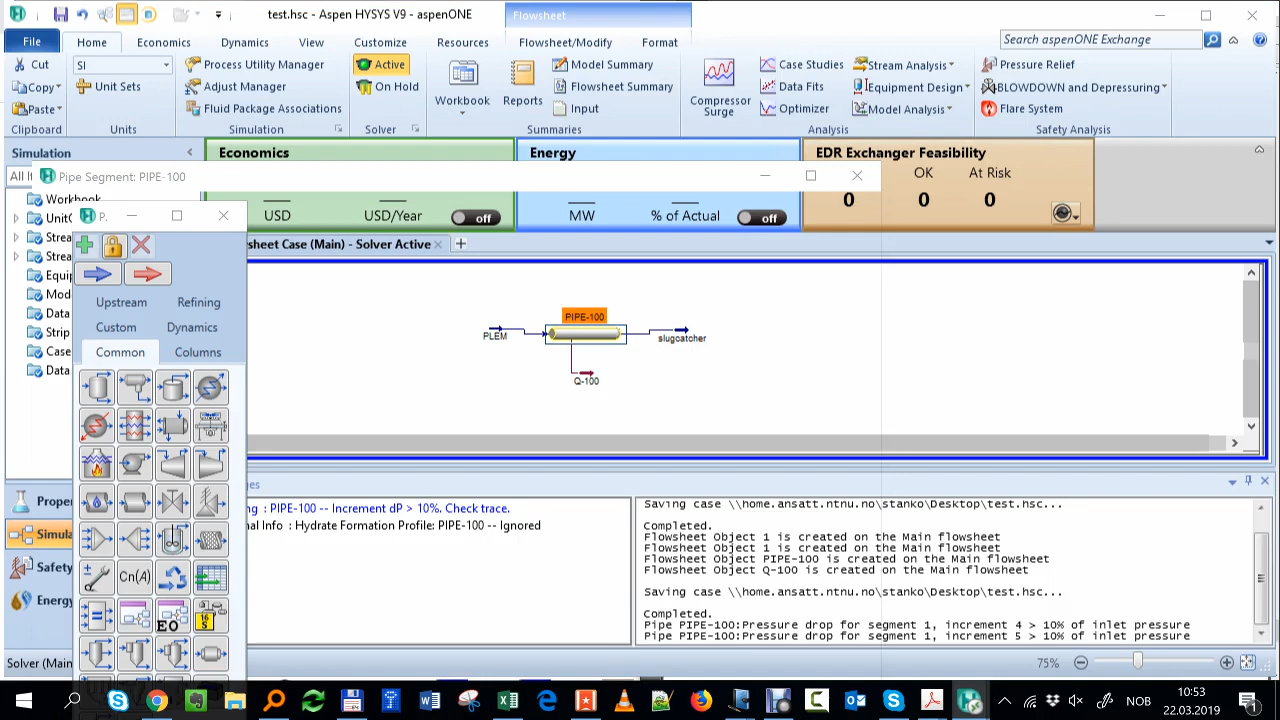 test.hsc - Aspen HYSYS V9 - aspenONE
Flowsheet
File
Home
Economics
Dynamics
View
Customize
Resources
Flowsheet/Modify
Format
Search aspenONE Exchange
Cut
SI
Process Utility Manager
Active
Model Summary
Case Studies
Stream Analysis
Pressure Relief
Copy
Unit Sets
Adjust Manager
On Hold
Workbook
Reports
Flowsheet Summary
Compressor
Surge
Data Fits
Equipment Design
BLOWDOWN and Depressuring
Paste
Fluid Package Associations
Input
Optimizer
Model Analysis
Flare System
Clipboard
Units
Simulation
Solver
Summaries
Analysis
Safety Analysis
Simulation
Economics
Energy
EDR Exchanger Feasibility
Pipe Segment: PIPE-100
OK
At Risk
Workbook
0
0
0
USD
USD/Year
off
MW
% of Actual
off
P.
sheet Case (Main) - Solver Active
Upstream
Refining
Custom
Dynamics
Common
Columns
Data
Strip
Case
Data
PIPE-100
PLEM
slugcatcher
Q-100
Cn(A)
EO
16
S
Safety
Energy
ges
: PIPE-100 -- Increment dP > 10%. Check trace.
al Info : Hydrate Formation Profile: PIPE-100 -- Ignored
Saving case \\home.ansatt.ntnu.no\stanko\Desktop\test.hsc...
Completed.
Flowsheet Object 1 is created on the Main flowsheet
Flowsheet Object 1 is created on the Main flowsheet
Flowsheet Object PIPE-100 is created on the Main flowsheet
Flowsheet Object Q-100 is created on the Main flowsheet
Saving case \\home.ansatt.ntnu.no\stanko\Desktop\test.hsc...
Completed.
Pipe PIPE-100:Pressure drop for segment 1, increment 4 > 10% of inlet pressure
Pipe PIPE-100:Pressure drop for segment 1, increment 5 > 10% of inlet pressure
Solver (Main
75%
NOB
10:53
22.03.2019